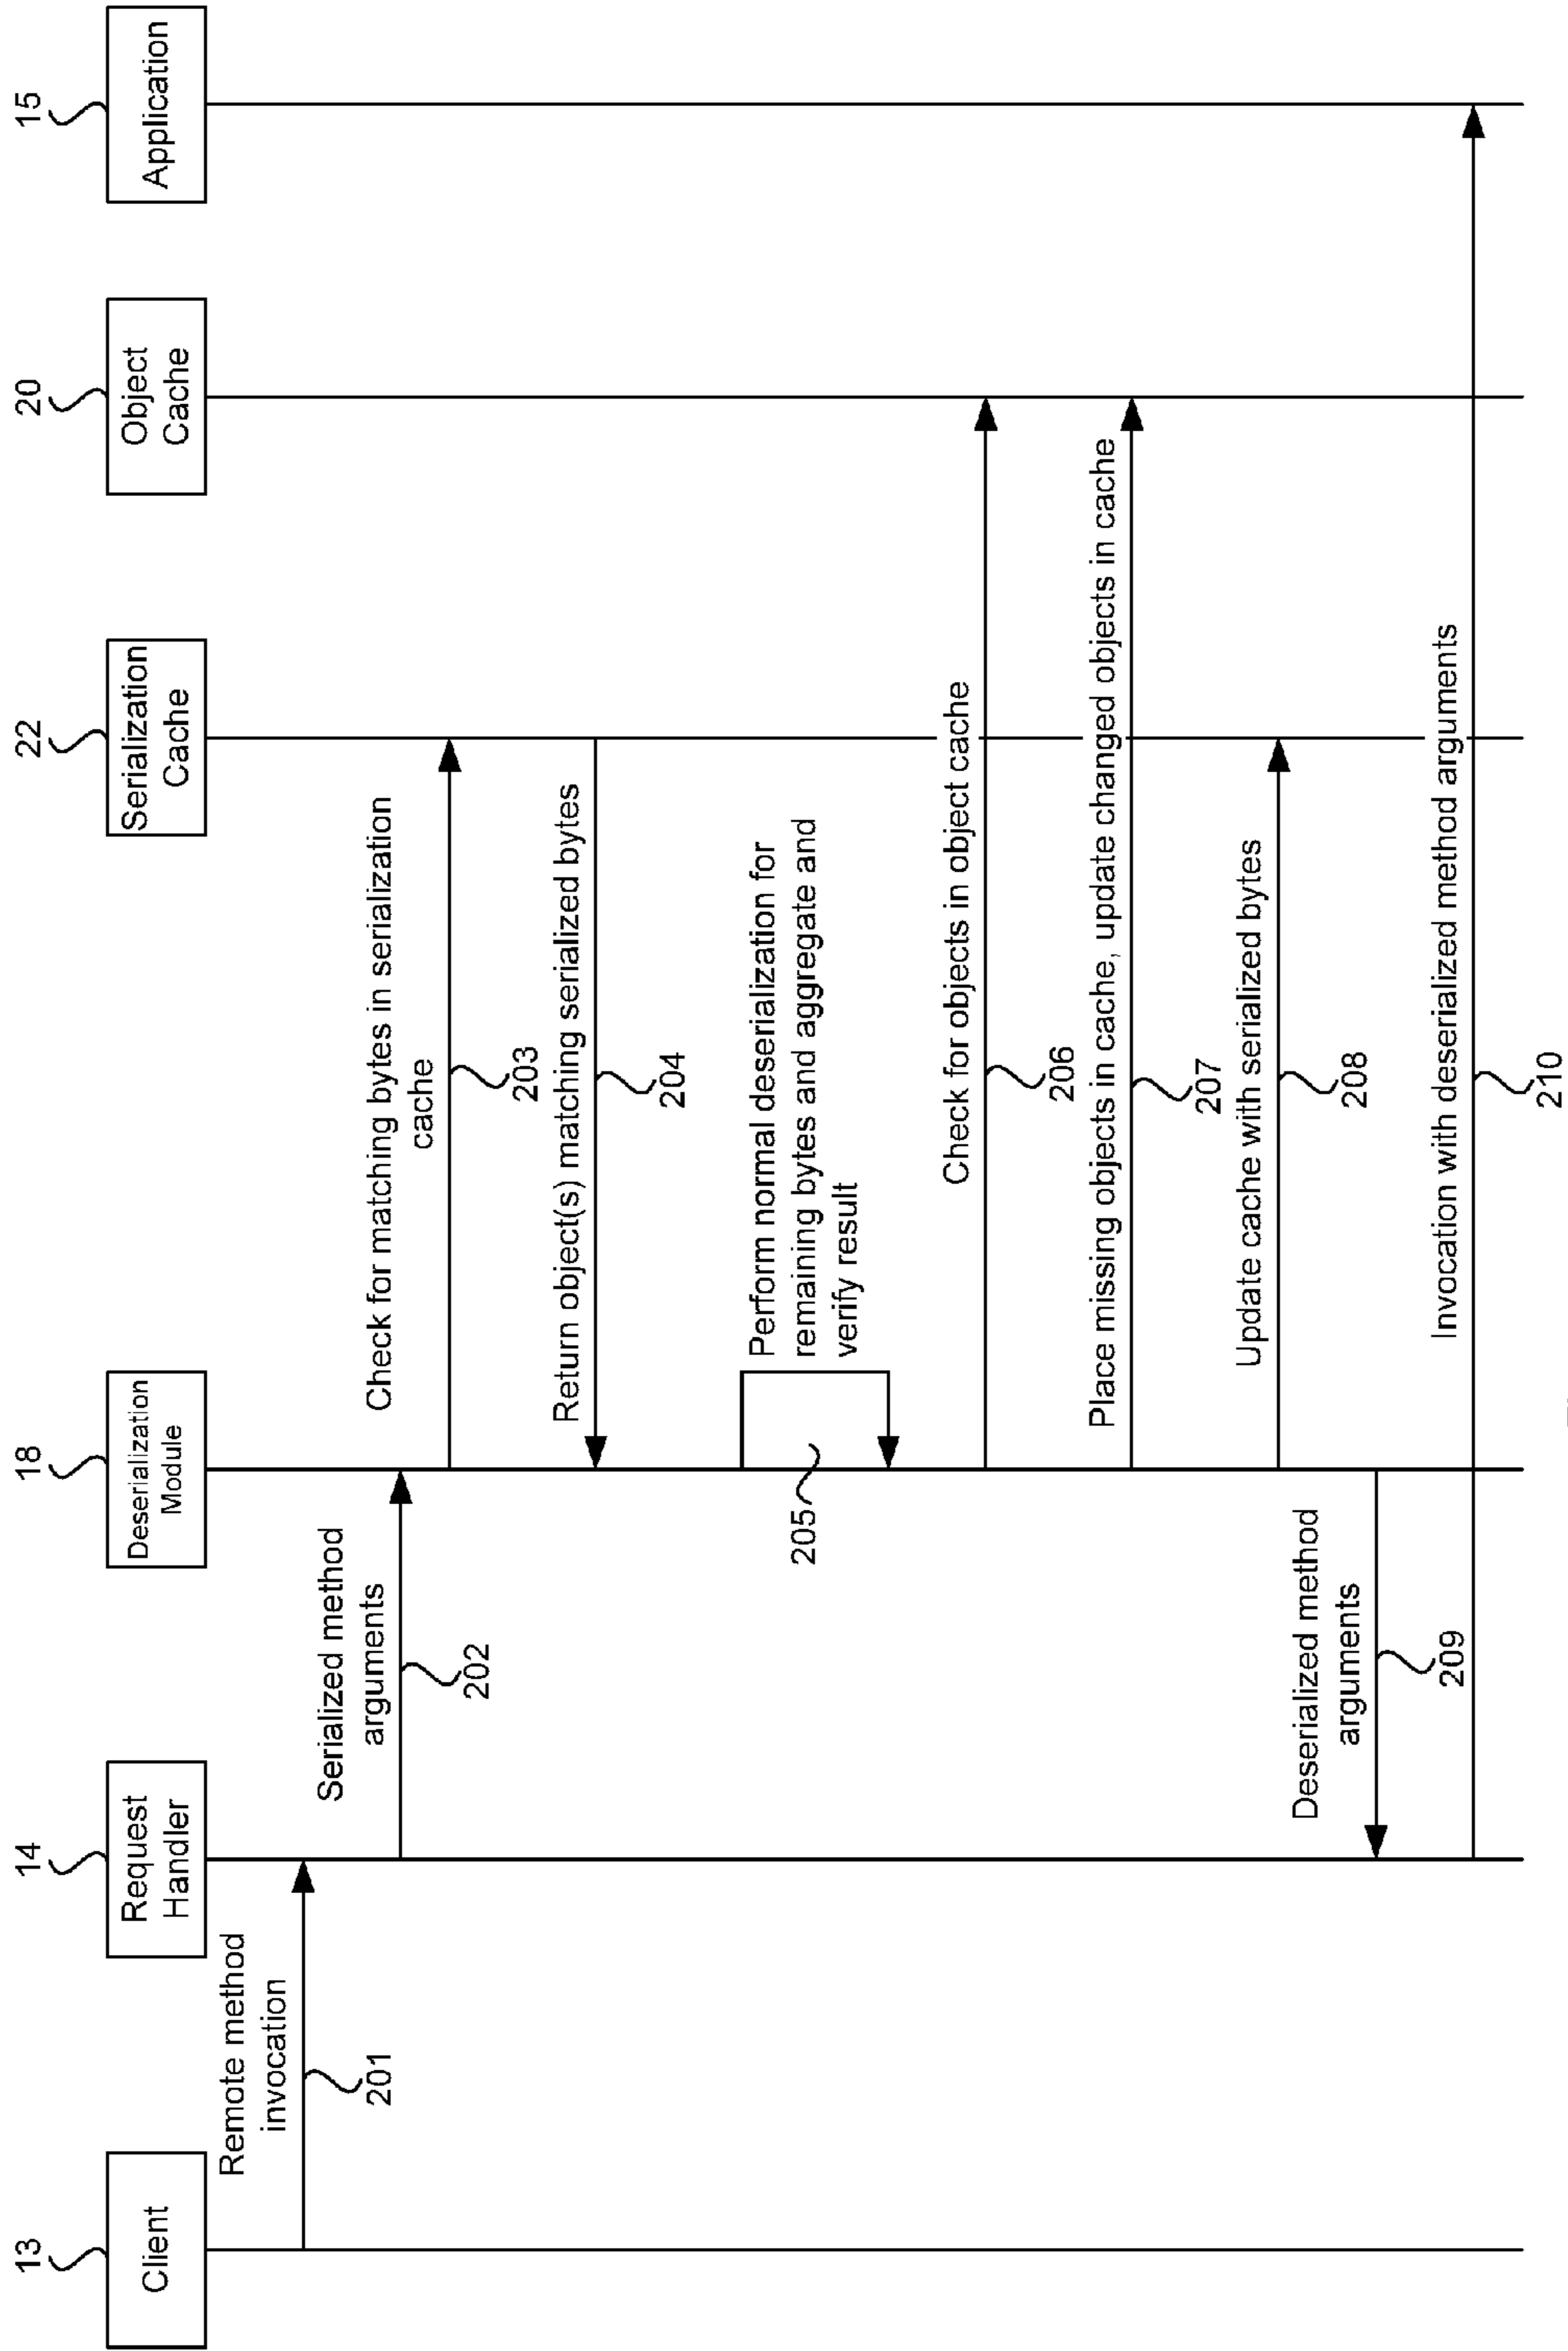 13
14
18
22
20
15
Client
Request
Handler
Deserialization
Module
Serialization
Cache
Object
Cache
Application
Remote method
invocation
201
Serialized method
arguments
202
Check for matching bytes in serialization
cache
203
Return object(s) matching serialized bytes
204
Perform normal deserialization for
remaining bytes and aggregate and
verify result
205
Check for objects in object cache
206
Place missing objects in cache, update changed objects in cache
207
Update cache with serialized bytes
208
Deserialized method
arguments
209
Invocation with deserialized method arguments
210